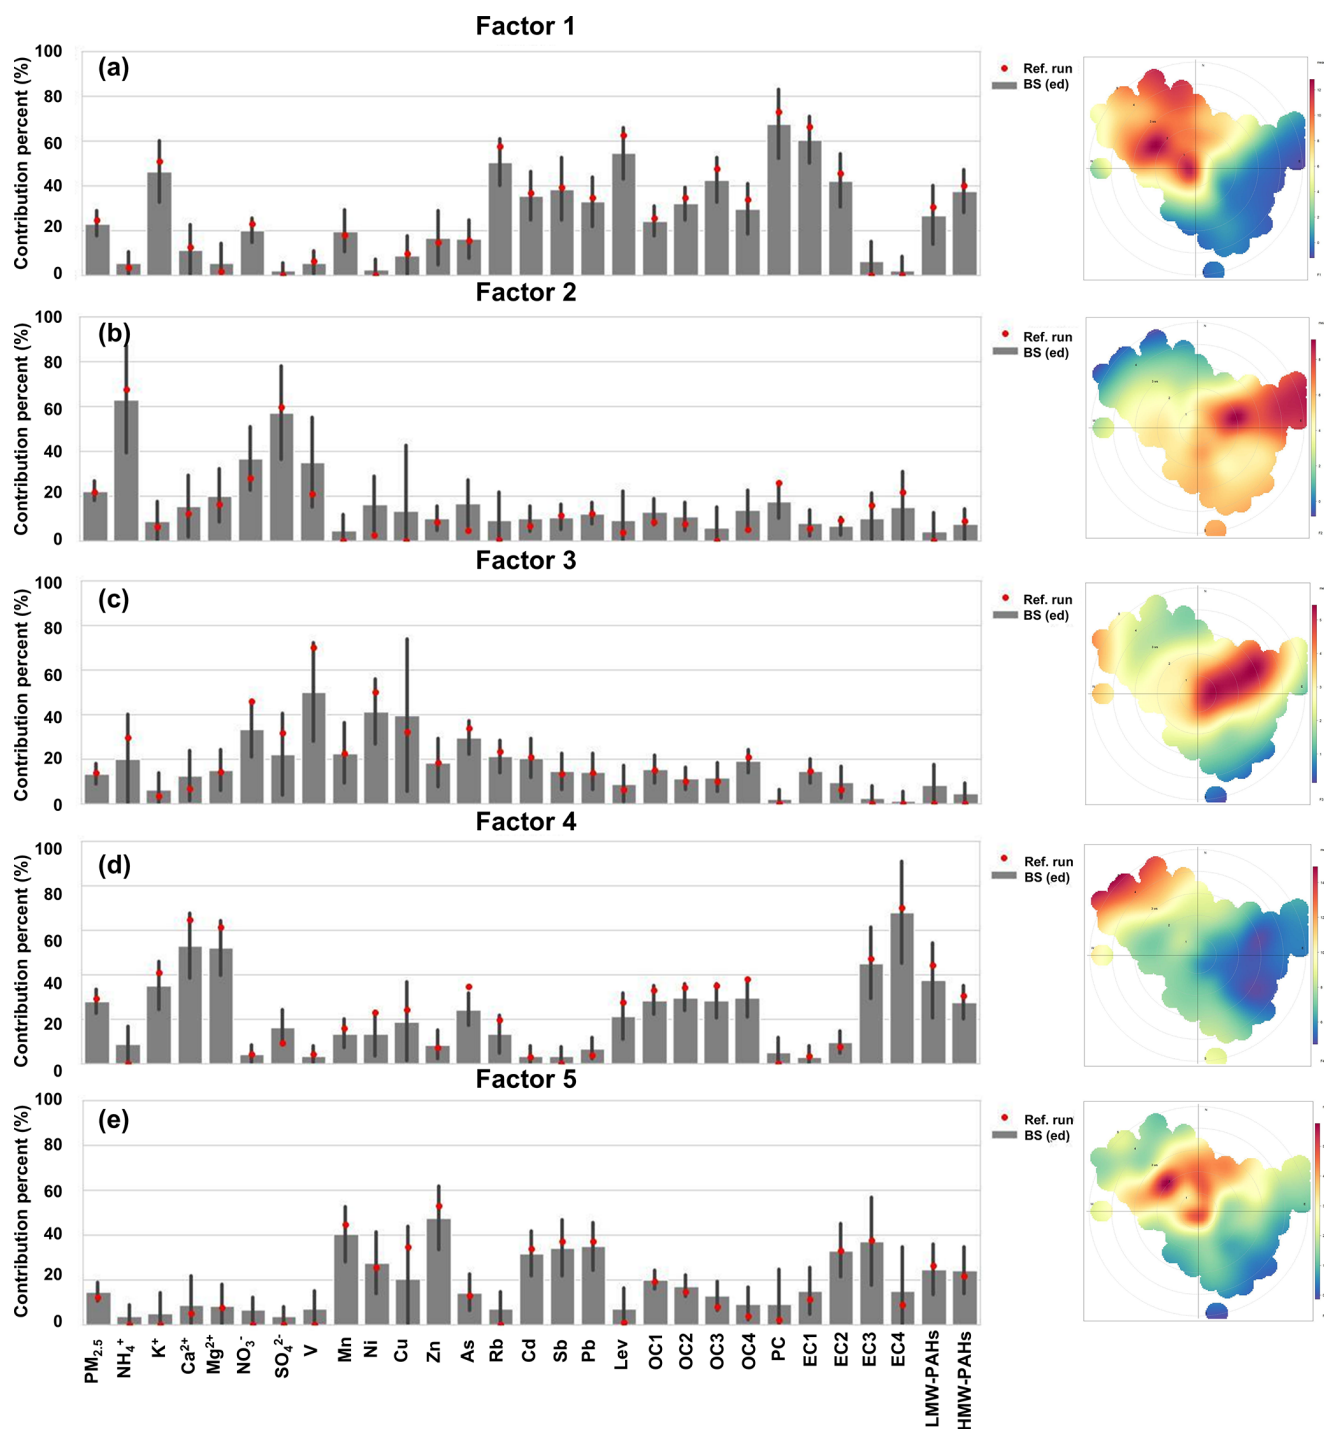 Factor 1
Contribution percent (%)
100
80
60
40
20
0
(a)
Ref. run
BS (ed)
Factor 2
Contribution percent (%)
100
80
60
40
20
0
(b)
Ref. run
BS (ed)
Factor 3
Contribution percent (%)
100
80
60
40
20
0
(c)
Ref. run
BS (ed)
Factor 4
Contribution percent (%)
100
80
60
40
20
0
(d)
Ref. run
BS (ed)
Factor 5
Contribution percent (%)
100
80
60
40
20
0
(e)
Ref. run
BS (ed)
PM2.5
NH4+
K+
Ca2+
Mg2+
NO3-
SO42-
V
Mn
Ni
Cu
Zn
As
Rb
Cd
Sb
Pb
Lev
OC1
OC2
OC3
OC4
PC
EC1
EC2
EC3
EC4
LMW-PAHs
HMW-PAHs